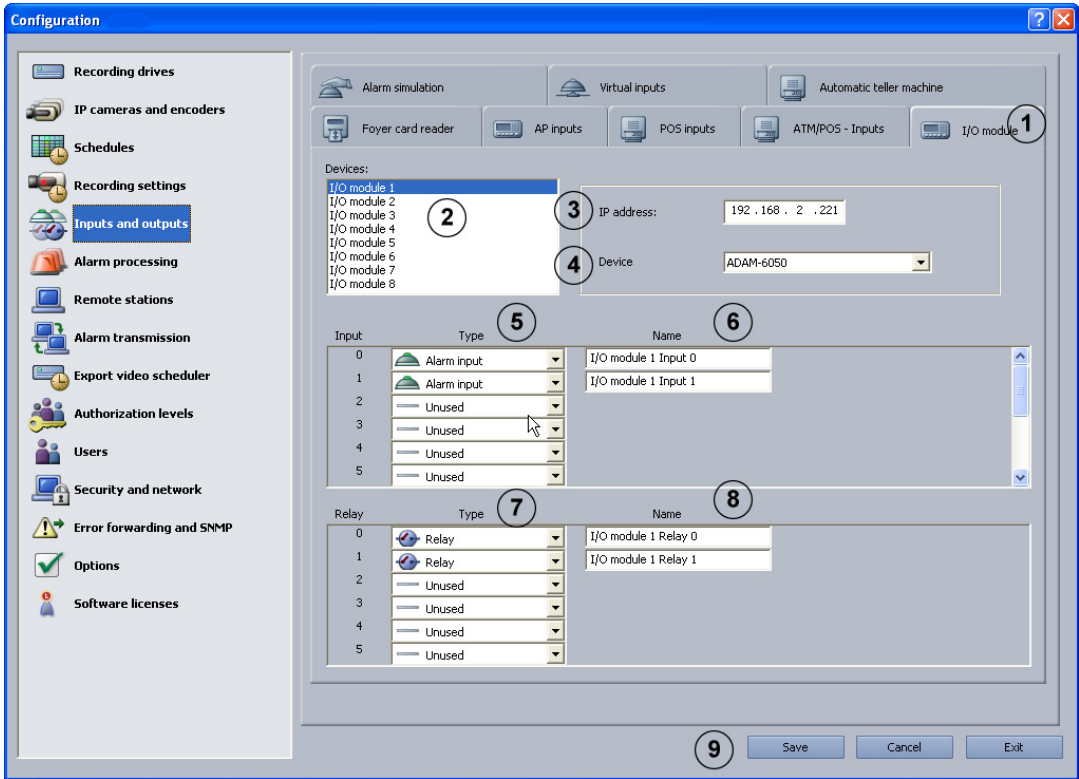 Configuration
Recording drives
IP cameras and encoders
Schedules
Recording settings
Inputs and outputs
Alarm processing
Remote stations
Alarm transmission
Export video scheduler
Authorization levels
Users
Security and network
Error forwarding and SNMP
Options
Software licenses
Alarm simulation
Virtual inputs
Automatic teller machine
Foyer card reader
AP inputs
POS inputs
ATM/POS - Inputs
I/O module 1
Devices:
I/O module 1
I/O module 2
I/O module 3
I/O module 4
I/O module 5
I/O module 6
I/O module 7
I/O module 8
2
3 IP address: 192 . 168 . 2 . 221
4 Device ADAM-6050
5 6
Input Type Name
0 Alarm input I/O module 1 Input 0
1 Alarm input I/O module 1 Input 1
2 Unused
3 Unused
4 Unused
5 Unused
7 8
Relay Type Name
0 Relay I/O module 1 Relay 0
1 Relay I/O module 1 Relay 1
2 Unused
3 Unused
4 Unused
5 Unused
9 Save Cancel Exit